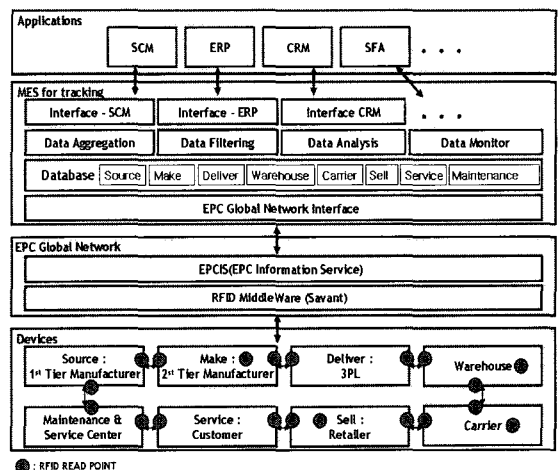 Applications
SCM
ERP
CRM
SFA
. . .
MES for tracking
Interface - SCM
Interface - ERP
Interface CRM
. . .
Data Aggregation
Data Filtering
Data Analysis
Data Monitor
Database
Source
Make
Deliver
Warehouse
Carrier
Sell
Service
Maintenance
EPC Global Network Interface
EPC Global Network
EPCIS(EPC Information Service)
RFID MiddleWare (Savant)
Devices
Source :
1st Tier Manufacturer
Make :
2st Tier Manufacturer
Deliver :
3PL
Warehouse
Maintenance &
Service Center
Service :
Customer
Sell :
Retailer
Carrier
: RFID READ POINT